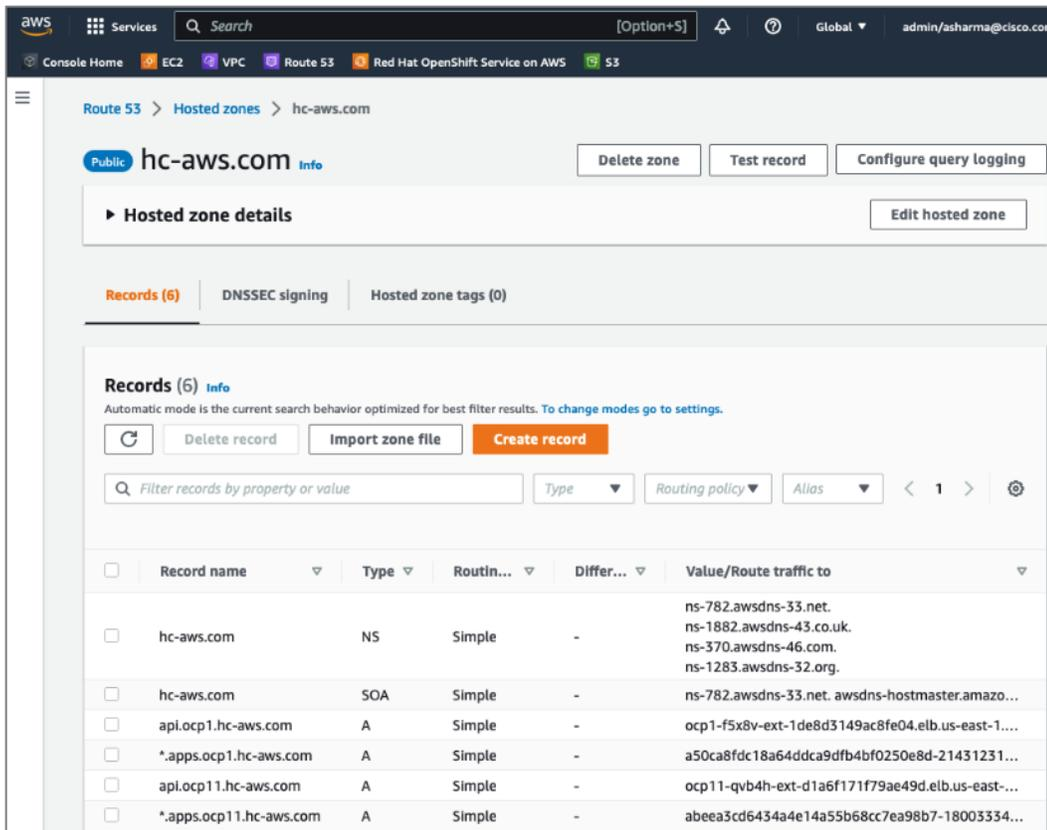 aws Services Search [Option+S] Global admin/asharma@cisco.co
Console Home EC2 VPC Route 53 Red Hat OpenShift Service on AWS S3
Route 53 > Hosted zones > hc-aws.com
Public hc-aws.com Info Delete zone Test record Configure query logging
Hosted zone details Edit hosted zone
Records (6) DNSSEC signing Hosted zone tags (0)
Records (6) Info
Automatic mode is the current search behavior optimized for best filter results. To change modes go to settings.
Delete record Import zone file Create record
Filter records by property or value Type Routing policy Alias < 1 >
Record name Type Routin... Differ... Value/Route traffic to
ns-782.awsdns-33.net.
ns-1882.awsdns-43.co.uk.
hc-aws.com NS Simple -
ns-370.awsdns-46.com.
ns-1283.awsdns-32.org.
hc-aws.com SOA Simple - ns-782.awsdns-33.net. awsdns-hostmaster.amazo...
api.ocp1.hc-aws.com A Simple - ocp1-f5x8v-ext-1de8d3149ac8fe04.elb.us-east-1....
*.apps.ocp1.hc-aws.com A Simple - a50ca8fdc18a64ddca9dfb4bf0250e8d-21431231...
api.ocp11.hc-aws.com A Simple - ocp11-qvb4h-ext-d1a6f171f79ae49d.elb.us-east-...
*.apps.ocp11.hc-aws.com A Simple - abeea3cd6434a4e14a55b68cc7ea98b7-18003334...